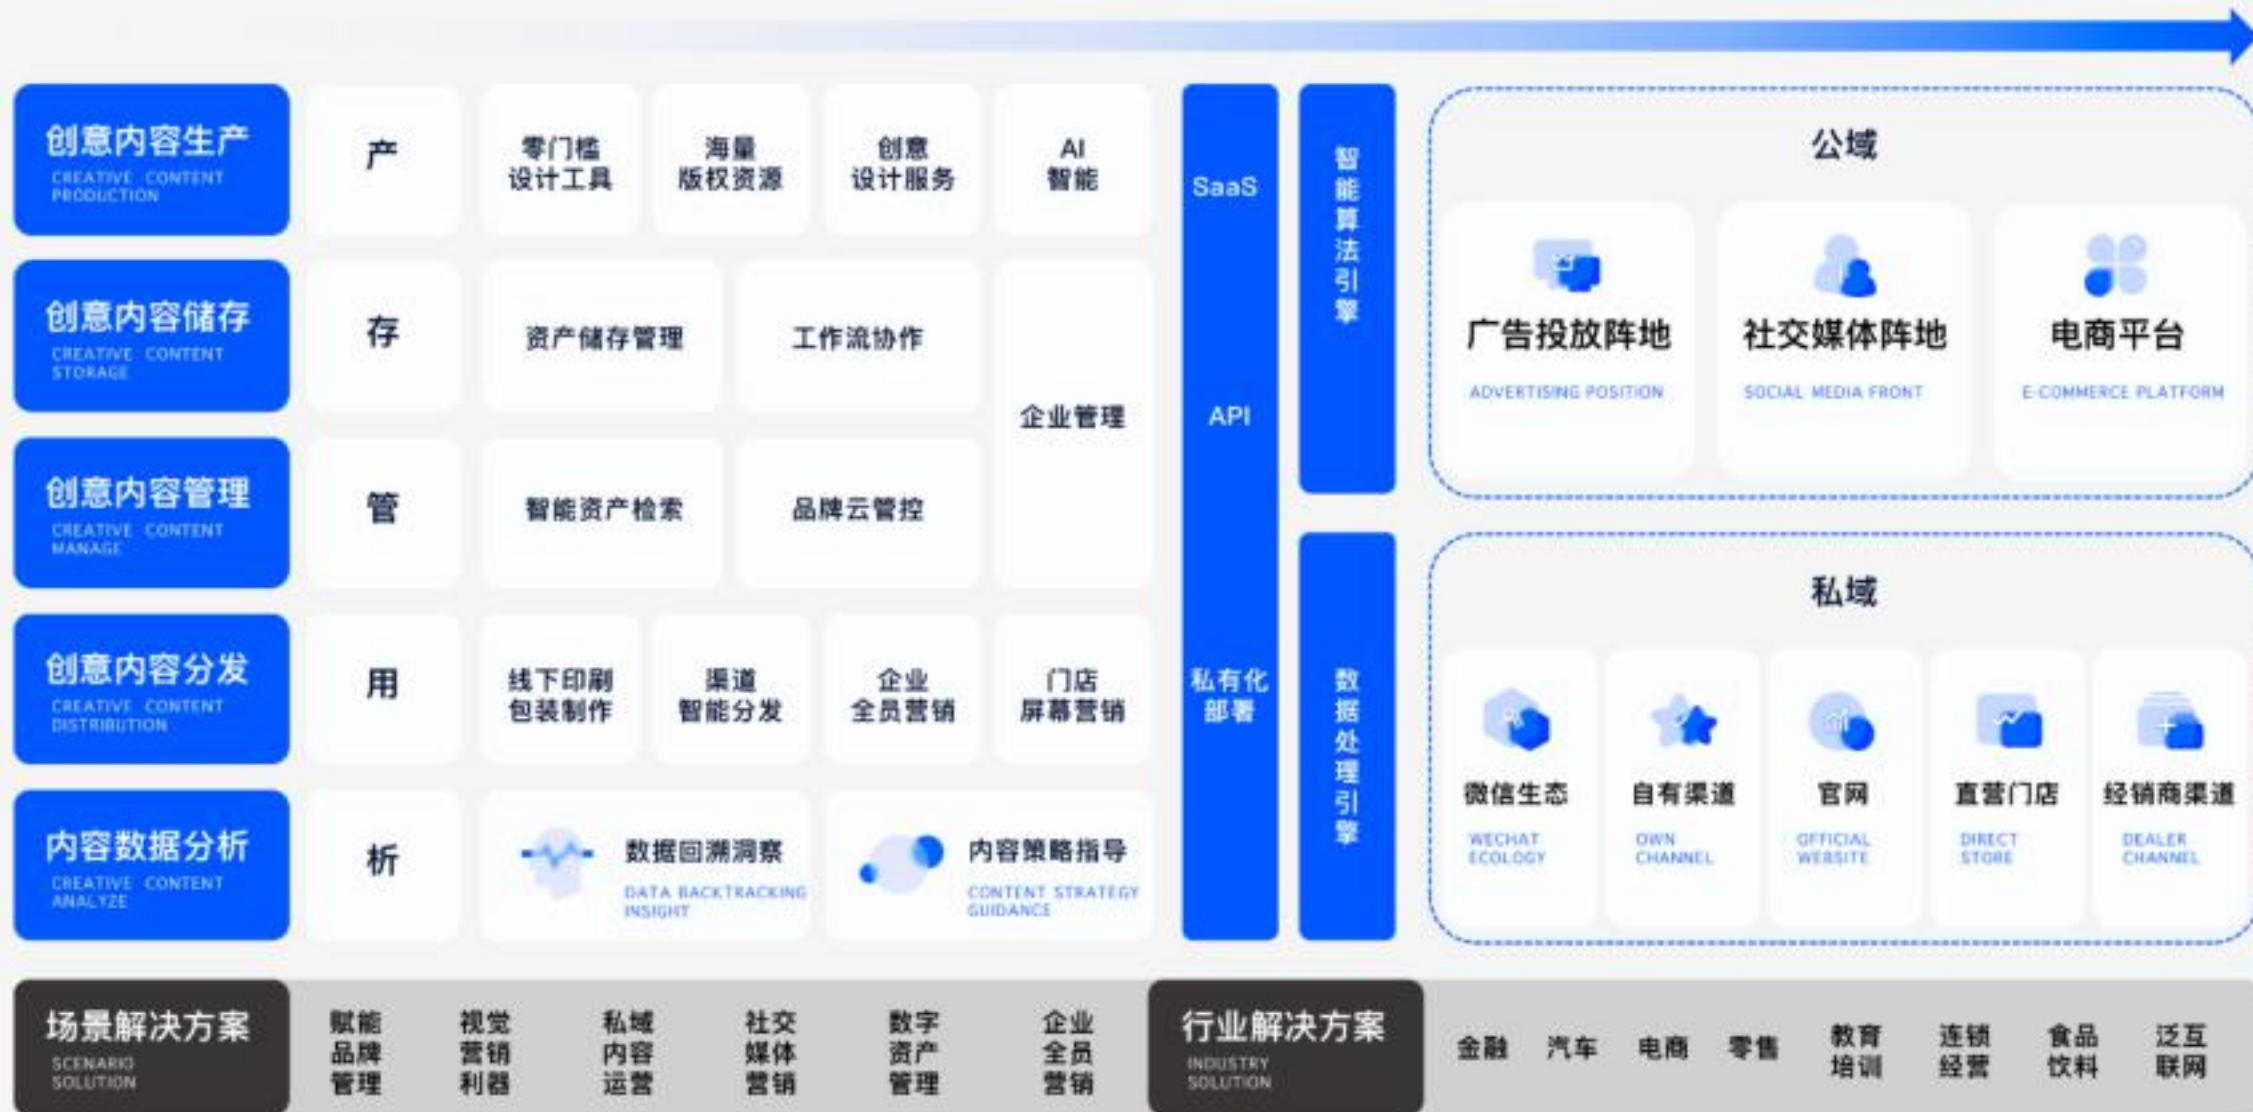 创意内容生产
CREATIVE CONTENT
PRODUCTION
产
零门槛
设计工具
海量
版权资源
创意
设计服务
AI
智能
创意内容储存
CREATIVE CONTENT
STORAGE
存
资产储存管理
工作流协作
企业管理
创意内容管理
CREATIVE CONTENT
MANAGE
管
智能资产检索
品牌云管控
创意内容分发
CREATIVE CONTENT
DISTRIBUTION
用
线下印刷
包装制作
渠道
智能分发
企业
全员营销
门店
屏幕营销
内容数据分析
CREATIVE CONTENT
ANALYZE
析
数据回溯洞察
DATA BACKTRACKING
INSIGHT
内容策略指导
CONTENT STRATEGY
GUIDANCE
SaaS
API
私有化
部署
智能算法引擎
数据处理引擎
公域
广告投放阵地
ADVERTISING POSITION
社交媒体阵地
SOCIAL MEDIA FRONT
电商平台
E-COMMERCE PLATFORM
私域
微信生态
WECHAT
ECOLOGY
自有渠道
OWN
CHANNEL
官网
OFFICIAL
WEBSITE
直营门店
DIRECT
STORE
经销商渠道
DEALER
CHANNEL
场景解决方案
SCENARIO
SOLUTION
赋能
品牌
管理
视觉
营销
利器
私域
内容
运营
社交
媒体
营销
数字
资产
管理
企业
全员
营销
行业解决方案
INDUSTRY
SOLUTION
金融
汽车
电商
零售
教育
培训
连锁
经营
食品
饮料
泛互
联网